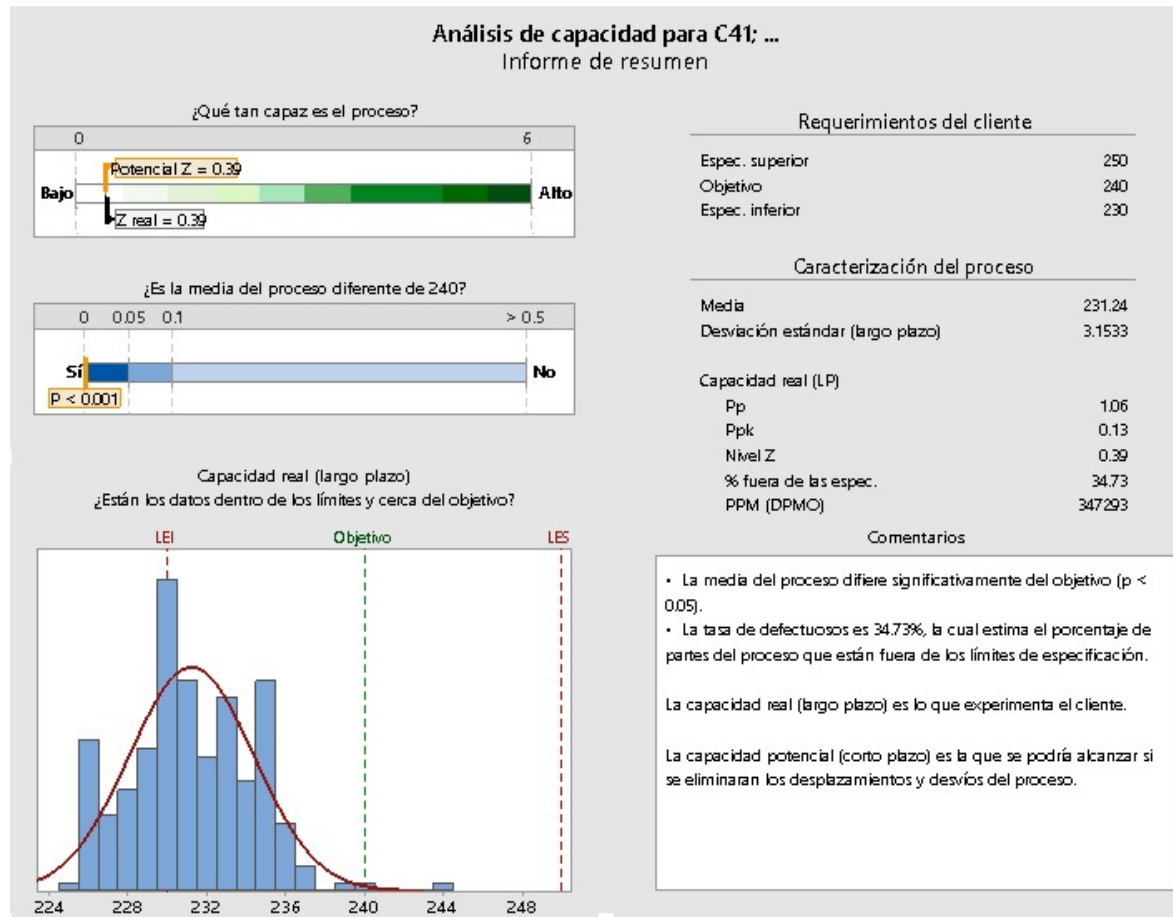 Análisis de capacidad para C41; ...
Informe de resumen
¿Qué tan capaz es el proceso?
0 6
Potencial Z = 0.39
Bajo Alto
Z real = 0.39
¿Es la media del proceso diferente de 240?
0 0.05 0.1 > 0.5
Sí No
P < 0.001
Capacidad real (largo plazo)
¿Están los datos dentro de los límites y cerca del objetivo?
LEI Objetivo LES
224 228 232 236 240 244 248
Requerimientos del cliente
Espec. superior 250
Objetivo 240
Espec. inferior 230
Caracterización del proceso
Media 231.24
Desviación estándar (largo plazo) 3.1533
Capacidad real (LP)
Pp 1.06
Ppk 0.13
Nivel Z 0.39
% fuera de las espec. 34.73
PPM (DPMO) 347293
Comentarios
• La media del proceso difiere significativamente del objetivo (p <
0.05).
• La tasa de defectuosos es 34.73%, la cual estima el porcentaje de
partes del proceso que están fuera de los límites de especificación.
La capacidad real (largo plazo) es lo que experimenta el cliente.
La capacidad potencial (corto plazo) es la que se podría alcanzar si
se eliminaran los desplazamientos y desvíos del proceso.